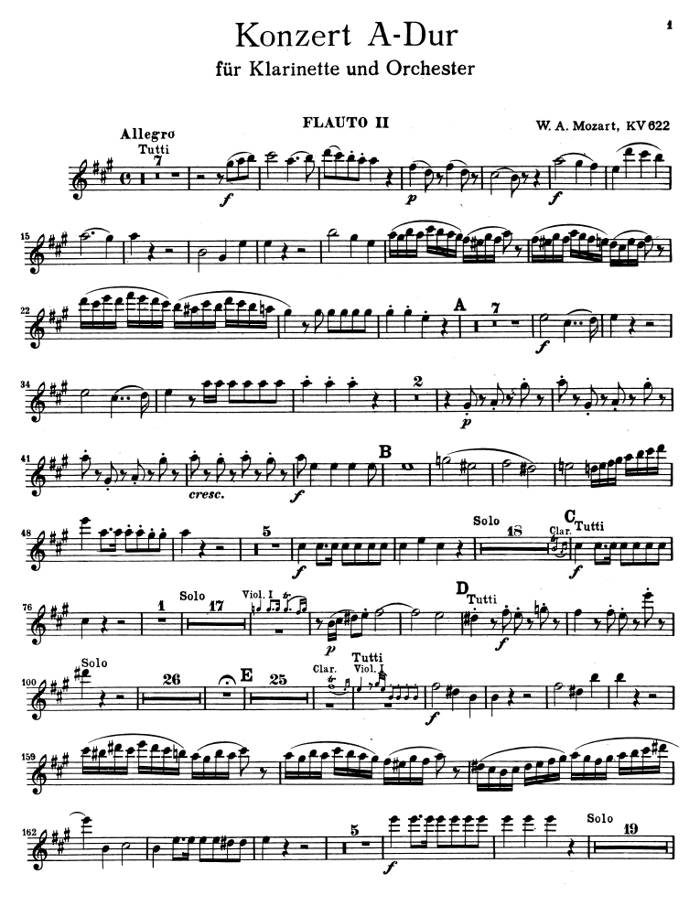 1
Konzert A-Dur
für Klarinette und Orchester
FLAUTO II
W. A. Mozart, KV 622
Allegro
Tutti
7
f
p
f
15
22
A
7
f
34
2
p
41
B
cresc.
f
48
5
Solo
18
Clar.
C
Tutti
f
76
1
Solo
17
Viol. I
tr
p
D
Tutti
f
100
Solo
26
E
25
Clar.
tr
Tutti
Viol. I
f
159
162
5
f
Solo
19